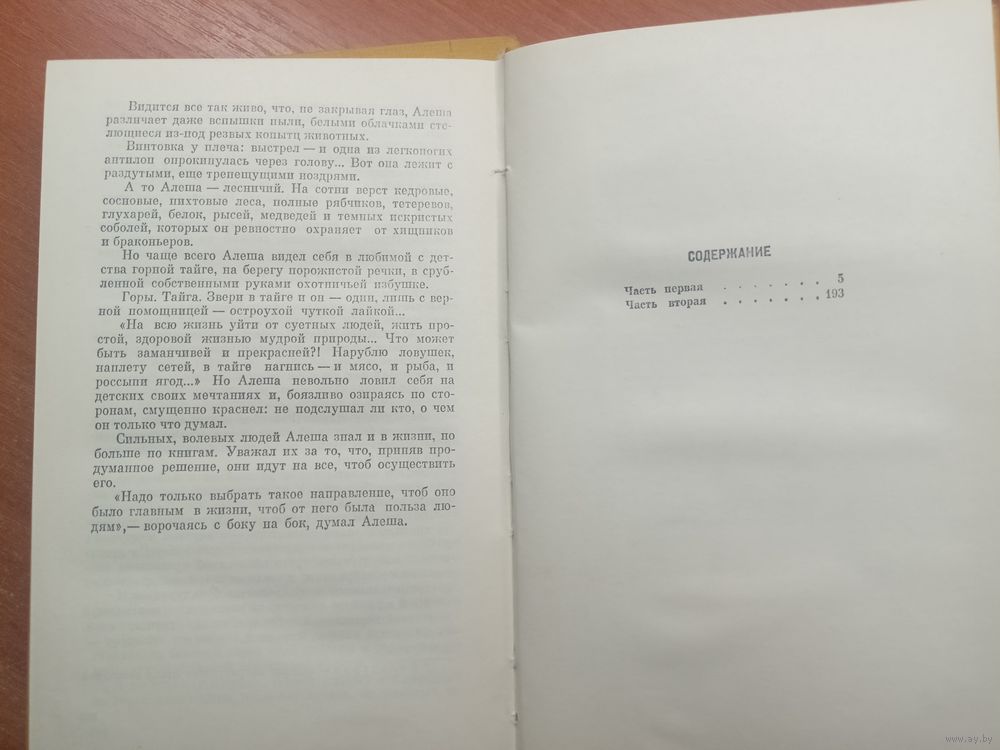 Видится все так живо, что, не закрывая глаз, Алеша
различает даже вспышки пыли, белыми облачками сте-
лющиеся из-под резвых копытц животных.
Винтовка у плеча: выстрел — и одна из легконогих
антилоп опрокинулась через голову... Вот она лежит с
раздутыми, еще трепещущими ноздрями.
А то Алеша — лесничий. На сотни верст кедровые,
сосновые, пихтовые леса, полные рябчиков, тетеревов,
глухарей, белок, рысей, медведей и темных искристых
соболей, которых он ревностно охраняет от хищников
и браконьеров.
Но чаще всего Алеша видел себя в любимой с дет-
ства горной тайге, на берегу порожистой речки, в сруб-
ленной собственными руками охотничьей избушке.
Горы. Тайга. Звери в тайге и он — один, лишь с вер-
ной помощницей — остроухой чуткой лайкой...
«На всю жизнь уйти от суетных людей, жить про-
стой, здоровой жизнью мудрой природы... Что может
быть заманчивей и прекрасней?! Нарублю ловушек,
наплету сетей, в тайге нагнись — и мясо, и рыба, и
россыпи ягод...» Но Алеша невольно ловил себя на
детских своих мечтаниях и, боязливо озираясь по сто-
ронам, смущенно краснел: не подслушал ли кто, о чем
он только что думал.
Сильных, волевых людей Алеша знал и в жизни, но
больше по книгам. Уважал их за то, что, приняв про-
думанное решение, они идут на все, чтоб осуществить
его.
«Надо только выбрать такое направление, чтоб оно
было главным в жизни, чтоб от него была польза лю-
дям»,— ворочаясь с боку на бок, думал Алеша.
СОДЕРЖАНИЕ
Часть первая . . . . . . . 5
Часть вторая . . . . . . . 193
www.ay.by